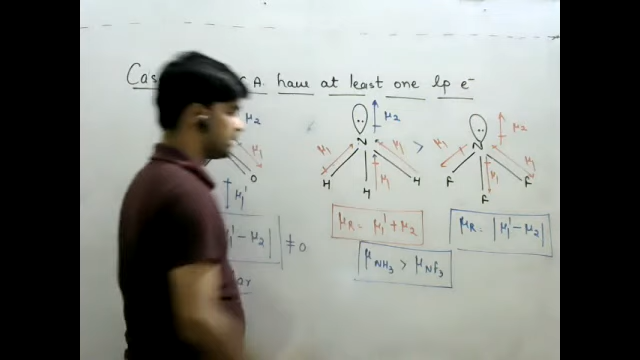 Cas C.A. have at least one lp e⁻
μ₂
μ₁
O
μ₁'
μ₁' - μ₂| ≠ 0
ar
μ₂
N
μ₁ μ₁ μ₁
H H H
μR = μ₁' + μ₂
>
μ₂
N
μ₁ μ₁ μ₁
F F F
μR = |μ₁' - μ₂|
μNH₃ > μNF₃